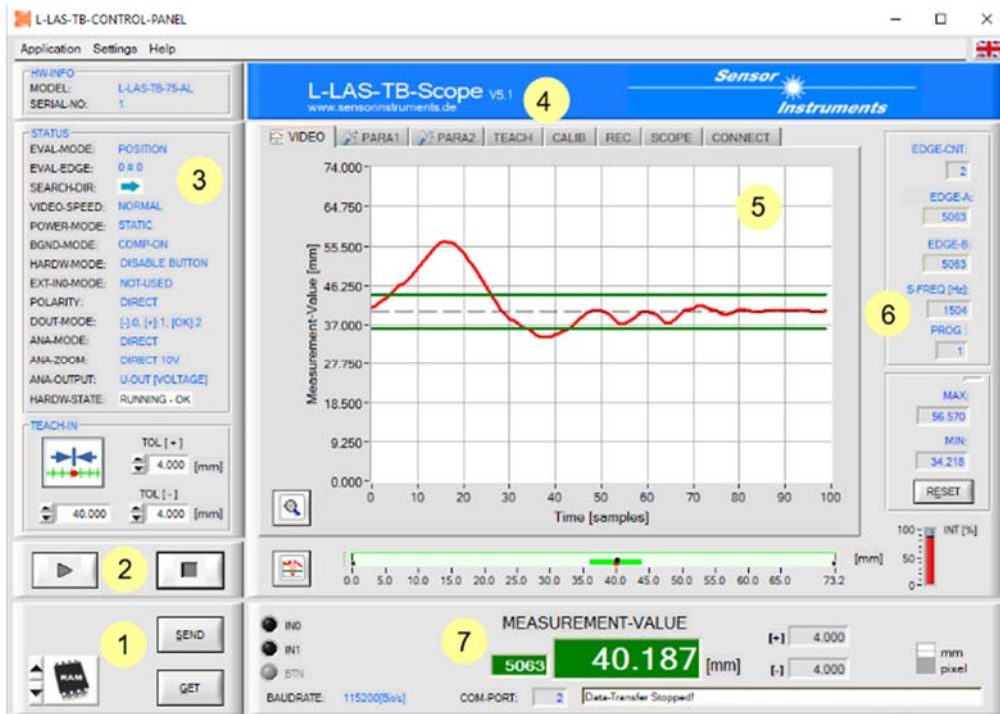 L-LAS-TB-CONTROL-PANEL
Application Settings Help
HW-INFO
MODEL: L-LAS-TB-75-AL
SERIAL-NO: 1
L-LAS-TB-Scope V5.1
www.sensorinstruments.de
4
Sensor
Instruments
STATUS
EVAL-MODE: POSITION
EVAL-EDGE: 0 # 0
SEARCH-DIR:
VIDEO-SPEED: NORMAL
POWER-MODE: STATIC
BGND-MODE: COMP-ON
HARDW-MODE: DISABLE BUTTON
EXT-IN0-MODE: NOT-USED
POLARITY: DIRECT
DOUT-MODE: [-] 0, [+] 1, [OK] 2
ANA-MODE: DIRECT
ANA-ZOOM: DIRECT 10V
ANA-OUTPUT: U-OUT [VOLTAGE]
HARDW-STATE: RUNNING - OK
3
TEACH-IN
TOL [+]
4.000 [mm]
TOL [-]
40.000 4.000 [mm]
2
1
SEND
GET
RAM
VIDEO PARA1 PARA2 TEACH CALIB REC SCOPE CONNECT
74.000
64.750
55.500
46.250
37.000
27.750
18.500
9.250
0.000
Measurement-Value [mm]
5
0 10 20 30 40 50 60 70 80 90 100
Time [samples]
0.0 5.0 10.0 15.0 20.0 25.0 30.0 35.0 40.0 45.0 50.0 55.0 60.0 65.0 73.2
[mm]
EDGE-CNT:
2
EDGE-A:
5063
EDGE-B:
5063
S-FREQ [Hz]:
1504
6
PROG :
1
MAX:
56.570
MIN:
34.218
RESET
100 INT [%]
50
0
IN0
IN1
BTN
7
MEASUREMENT-VALUE
5063 40.187 [mm]
[+] 4.000
[-] 4.000
mm
pixel
BAUDRATE: 115200[Bis/s] COM-PORT: 2 Data-Transfer Stopped!